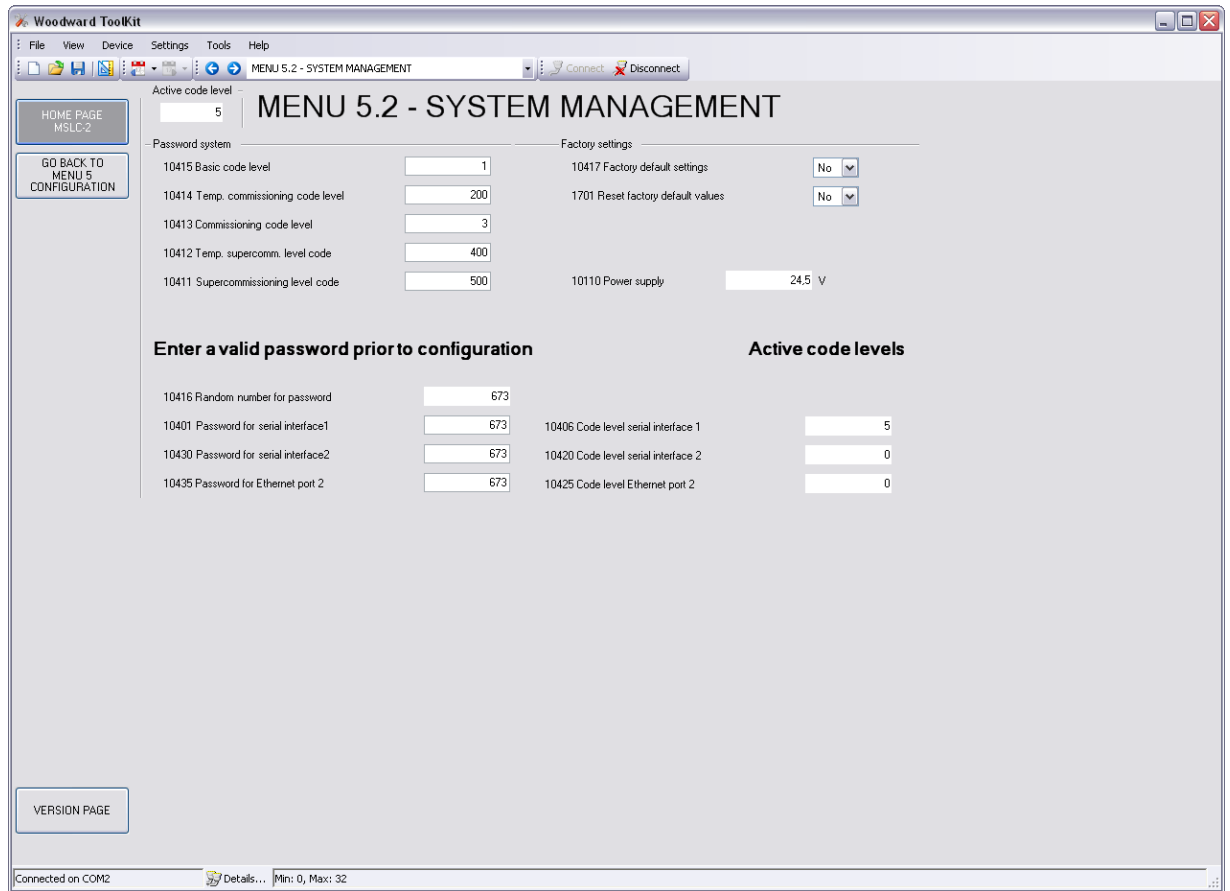 Woodward ToolKit
File View Device Settings Tools Help
MENU 5.2 - SYSTEM MANAGEMENT Connect Disconnect
HOME PAGE
MSLC-2
GO BACK TO
MENU 5
CONFIGURATION
Active code level
5
MENU 5.2 - SYSTEM MANAGEMENT
Password system
10415 Basic code level 1
10414 Temp. commissioning code level 200
10413 Commissioning code level 3
10412 Temp. supercomm. level code 400
10411 Supercommissioning level code 500
Factory settings
10417 Factory default settings No
1701 Reset factory default values No
10110 Power supply 24,5 V
Enter a valid password prior to configuration
10416 Random number for password 673
10401 Password for serial interface1 673
10430 Password for serial interface2 673
10435 Password for Ethernet port 2 673
Active code levels
10406 Code level serial interface 1 5
10420 Code level serial interface 2 0
10425 Code level Ethernet port 2 0
VERSION PAGE
Connected on COM2 Details... Min: 0, Max: 32